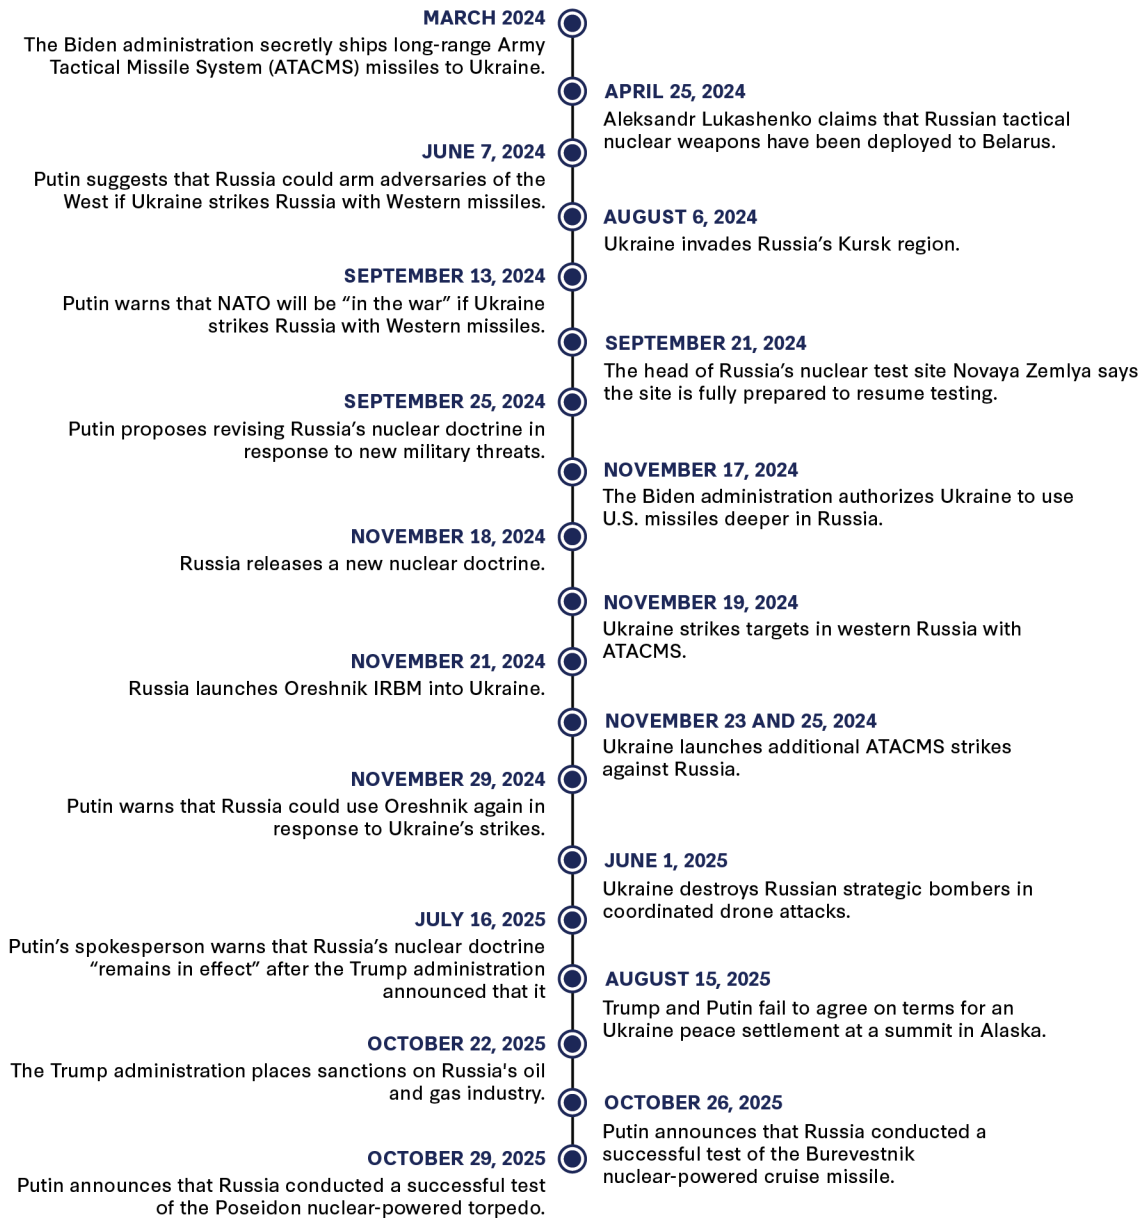 MARCH 2024
The Biden administration secretly ships long-range Army
Tactical Missile System (ATACMS) missiles to Ukraine.
APRIL 25, 2024
Aleksandr Lukashenko claims that Russian tactical
nuclear weapons have been deployed to Belarus.
JUNE 7, 2024
Putin suggests that Russia could arm adversaries of the
West if Ukraine strikes Russia with Western missiles.
AUGUST 6, 2024
Ukraine invades Russia’s Kursk region.
SEPTEMBER 13, 2024
Putin warns that NATO will be “in the war” if Ukraine
strikes Russia with Western missiles.
SEPTEMBER 21, 2024
The head of Russia’s nuclear test site Novaya Zemlya says
the site is fully prepared to resume testing.
SEPTEMBER 25, 2024
Putin proposes revising Russia’s nuclear doctrine in
response to new military threats.
NOVEMBER 17, 2024
The Biden administration authorizes Ukraine to use
U.S. missiles deeper in Russia.
NOVEMBER 18, 2024
Russia releases a new nuclear doctrine.
NOVEMBER 19, 2024
Ukraine strikes targets in western Russia with
ATACMS.
NOVEMBER 21, 2024
Russia launches Oreshnik IRBM into Ukraine.
NOVEMBER 23 AND 25, 2024
Ukraine launches additional ATACMS strikes
against Russia.
NOVEMBER 29, 2024
Putin warns that Russia could use Oreshnik again in
response to Ukraine’s strikes.
JUNE 1, 2025
Ukraine destroys Russian strategic bombers in
coordinated drone attacks.
JULY 16, 2025
Putin’s spokesperson warns that Russia’s nuclear doctrine
“remains in effect” after the Trump administration
announced that it
AUGUST 15, 2025
Trump and Putin fail to agree on terms for an
Ukraine peace settlement at a summit in Alaska.
OCTOBER 22, 2025
The Trump administration places sanctions on Russia's oil
and gas industry.
OCTOBER 26, 2025
Putin announces that Russia conducted a
successful test of the Burevestnik
nuclear-powered cruise missile.
OCTOBER 29, 2025
Putin announces that Russia conducted a successful test
of the Poseidon nuclear-powered torpedo.